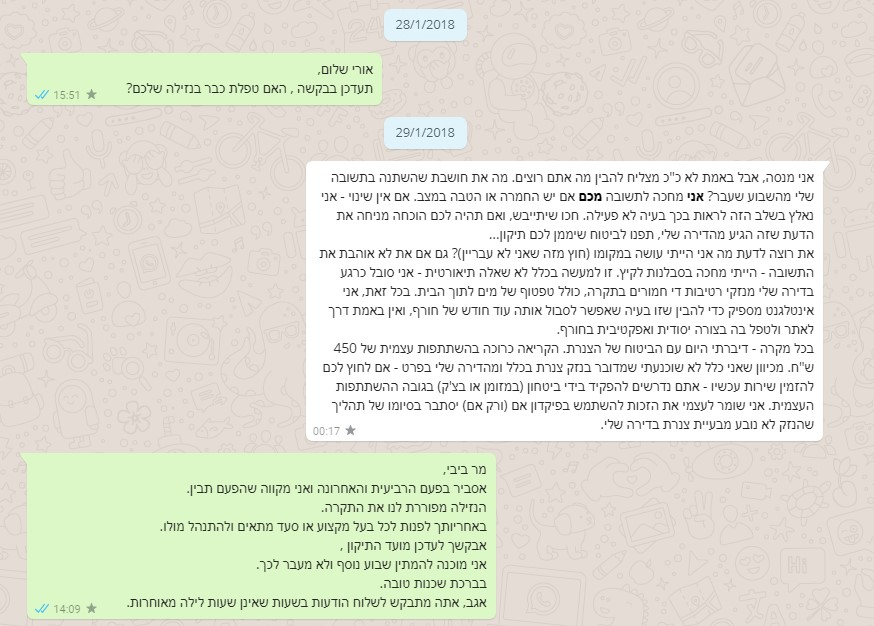 28/1/2018
אורי שלום,
תעדכן בבקשה , האם טפלת כבר בנזילה שלכם?
15:51
29/1/2018
אני מנסה, אבל באמת לא כ"כ מצליח להבין מה אתם רוצים. מה את חושבת שהשתנה בתשובה
שלי מהשבוע שעבר? אני מחכה לתשובה מכם אם יש החמרה או הטבה במצב. אם אין שינוי - אני
נאלץ בשלב הזה לראות בכך בעיה לא פעילה. חכו שיתייבש, ואם תהיה לכם הוכחה מניחה את
הדעת שזה הגיע מהדירה שלי, תפנו לביטוח שיממן לכם תיקון...
את רוצה לדעת מה אני הייתי עושה במקומו (חוץ מזה שאני לא עבריין)? גם אם את לא אוהבת את
התשובה - הייתי מחכה בסבלנות לקיץ. זו למעשה בכלל לא שאלה תיאורטית - אני סובל כרגע
בדירה שלי מנזקי רטיבות די חמורים בתקרה, כולל טפטוף של מים לתוך הבית. בכל זאת, אני
אינטלגנט מספיק כדי להבין שזו בעיה שאפשר לסבול אותה עוד חודש של חורף, ואין באמת דרך
לאתר ולטפל בה בצורה יסודית ואפקטיבית בחורף.
בכל מקרה - דיברתי היום עם הביטוח של הצנרת. הקריאה כרוכה בהשתתפות עצמית של 450
ש"ח. מכיוון שאני כלל לא שוכנעתי שמדובר בנזק צנרת בכלל ומהדירה שלי בפרט - אם לחוץ לכם
להזמין שירות עכשיו - אתם נדרשים להפקיד בידי ביטחון (במזומן או בצ'ק) בגובה ההשתתפות
העצמית. אני שומר לעצמי את הזכות להשתמש בפיקדון אם (ורק אם) יסתבר בסיומו של תהליך
שהנזק לא נובע מבעיית צנרת בדירה שלי.
00:17
מר ביבי,
אסביר בפעם הרביעית והאחרונה ואני מקווה שהפעם תבין.
הנזילה מפוררת לנו את התקרה.
באחריותך לפנות לכל בעל מקצוע או סעד מתאים ולהתנהל מולו.
אבקשך לעדכן מועד התיקון ,
אני מוכנה להמתין שבוע נוסף ולא מעבר לכך.
בברכת שכנות טובה.
אגב, אתה מתבקש לשלוח הודעות בשעות שאינן שעות לילה מאוחרות.
14:09